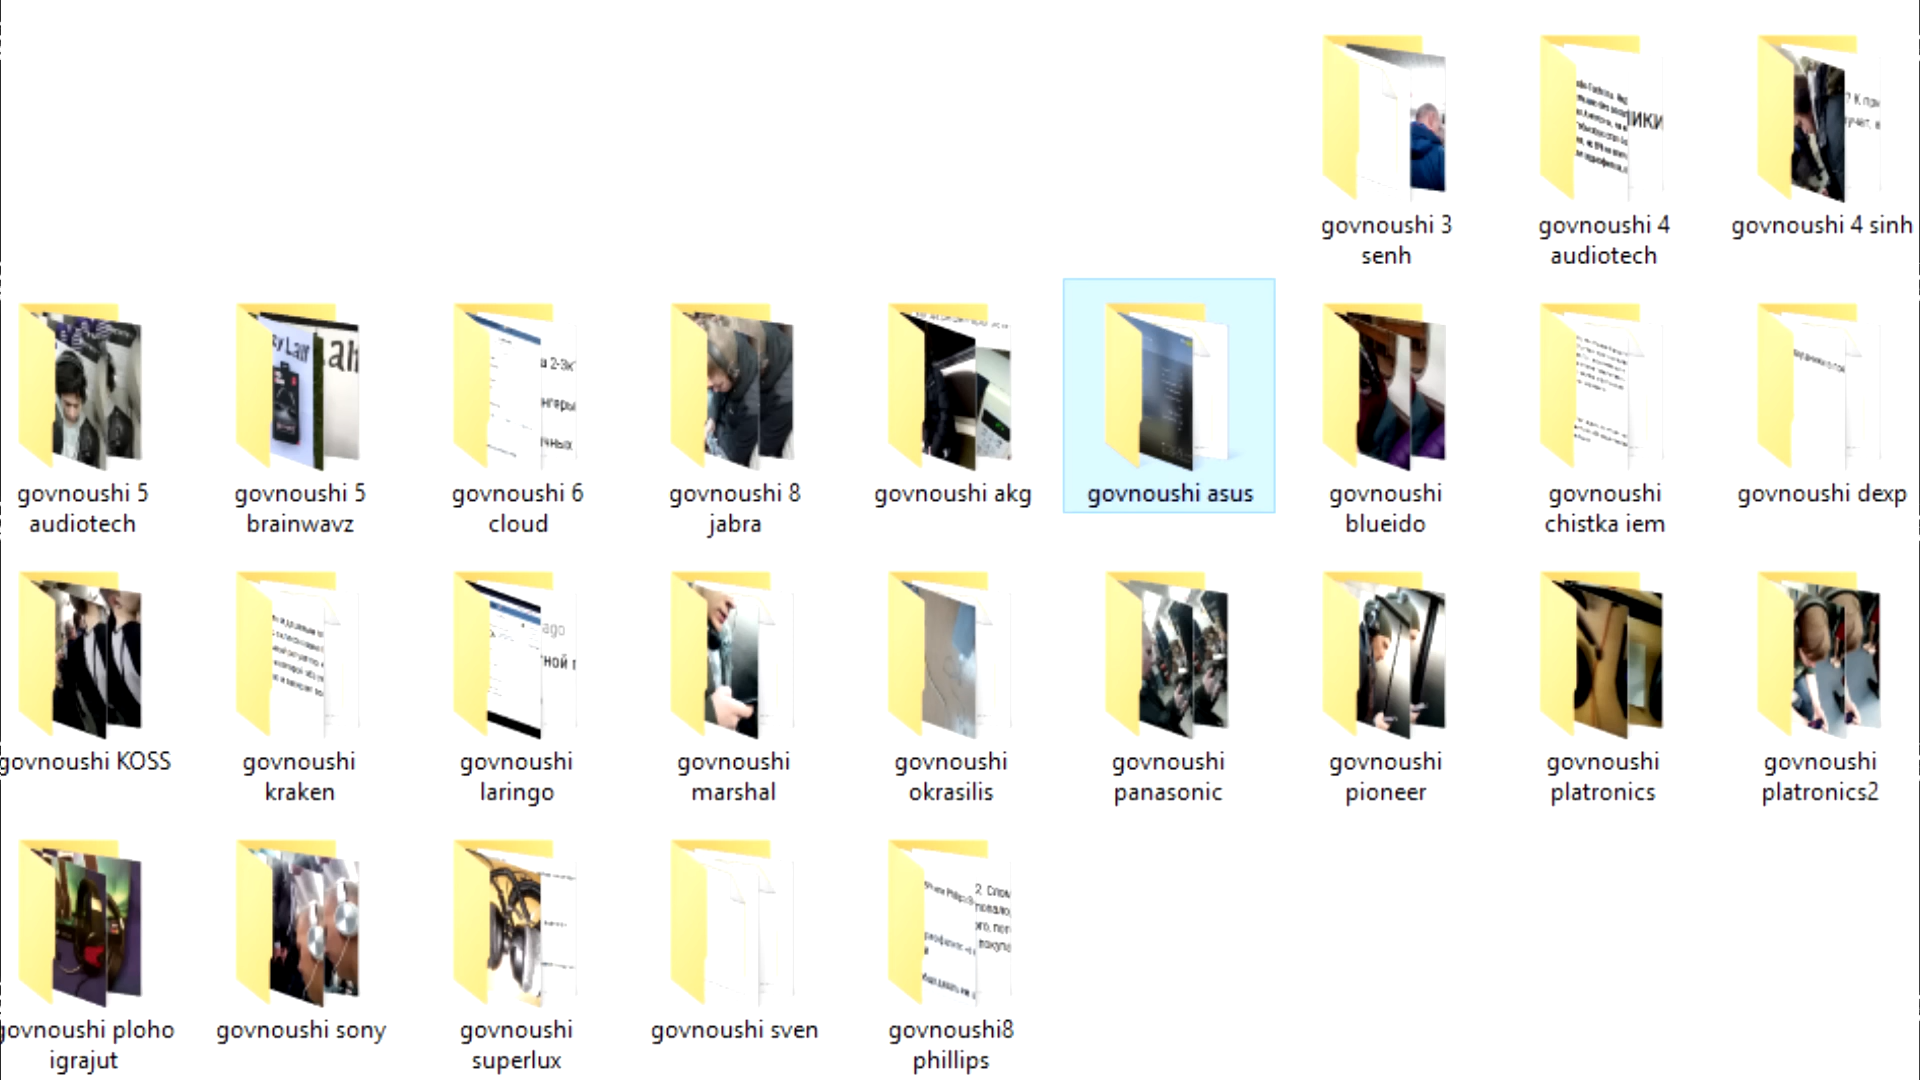 govnoushi 3
senh
govnoushi 4
audiotech
govnoushi 4 sinh
govnoushi 5
audiotech
govnoushi 5
brainwavz
govnoushi 6
cloud
govnoushi 8
jabra
govnoushi akg
govnoushi asus
govnoushi
blueido
govnoushi
chistka iem
govnoushi dexp
govnoushi KOSS
govnoushi
kraken
govnoushi
laringo
govnoushi
marshal
govnoushi
okrasilis
govnoushi
panasonic
govnoushi
pioneer
govnoushi
platronics
govnoushi
platronics2
govnoushi ploho
igrajut
govnoushi sony
govnoushi
superlux
govnoushi sven
govnoushi8
phillips